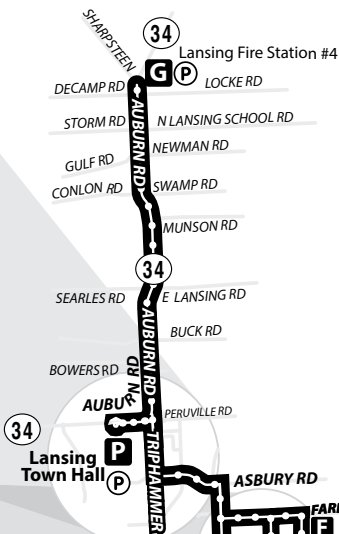 SHARPSTEEN
34
Lansing Fire Station #4
G P
DECAMP RD
LOCKE RD
AUBURN RD
STORM RD
N LANSING SCHOOL RD
NEWMAN RD
GULF RD
CONLON RD
SWAMP RD
MUNSON RD
34
SEARLES RD
E LANSING RD
AUBURN RD
BUCK RD
BOWERS RD
AUBURN RD
PERUVILLE RD
34
P
Lansing
Town Hall
P
TRIPHAMMER
ASBURY RD